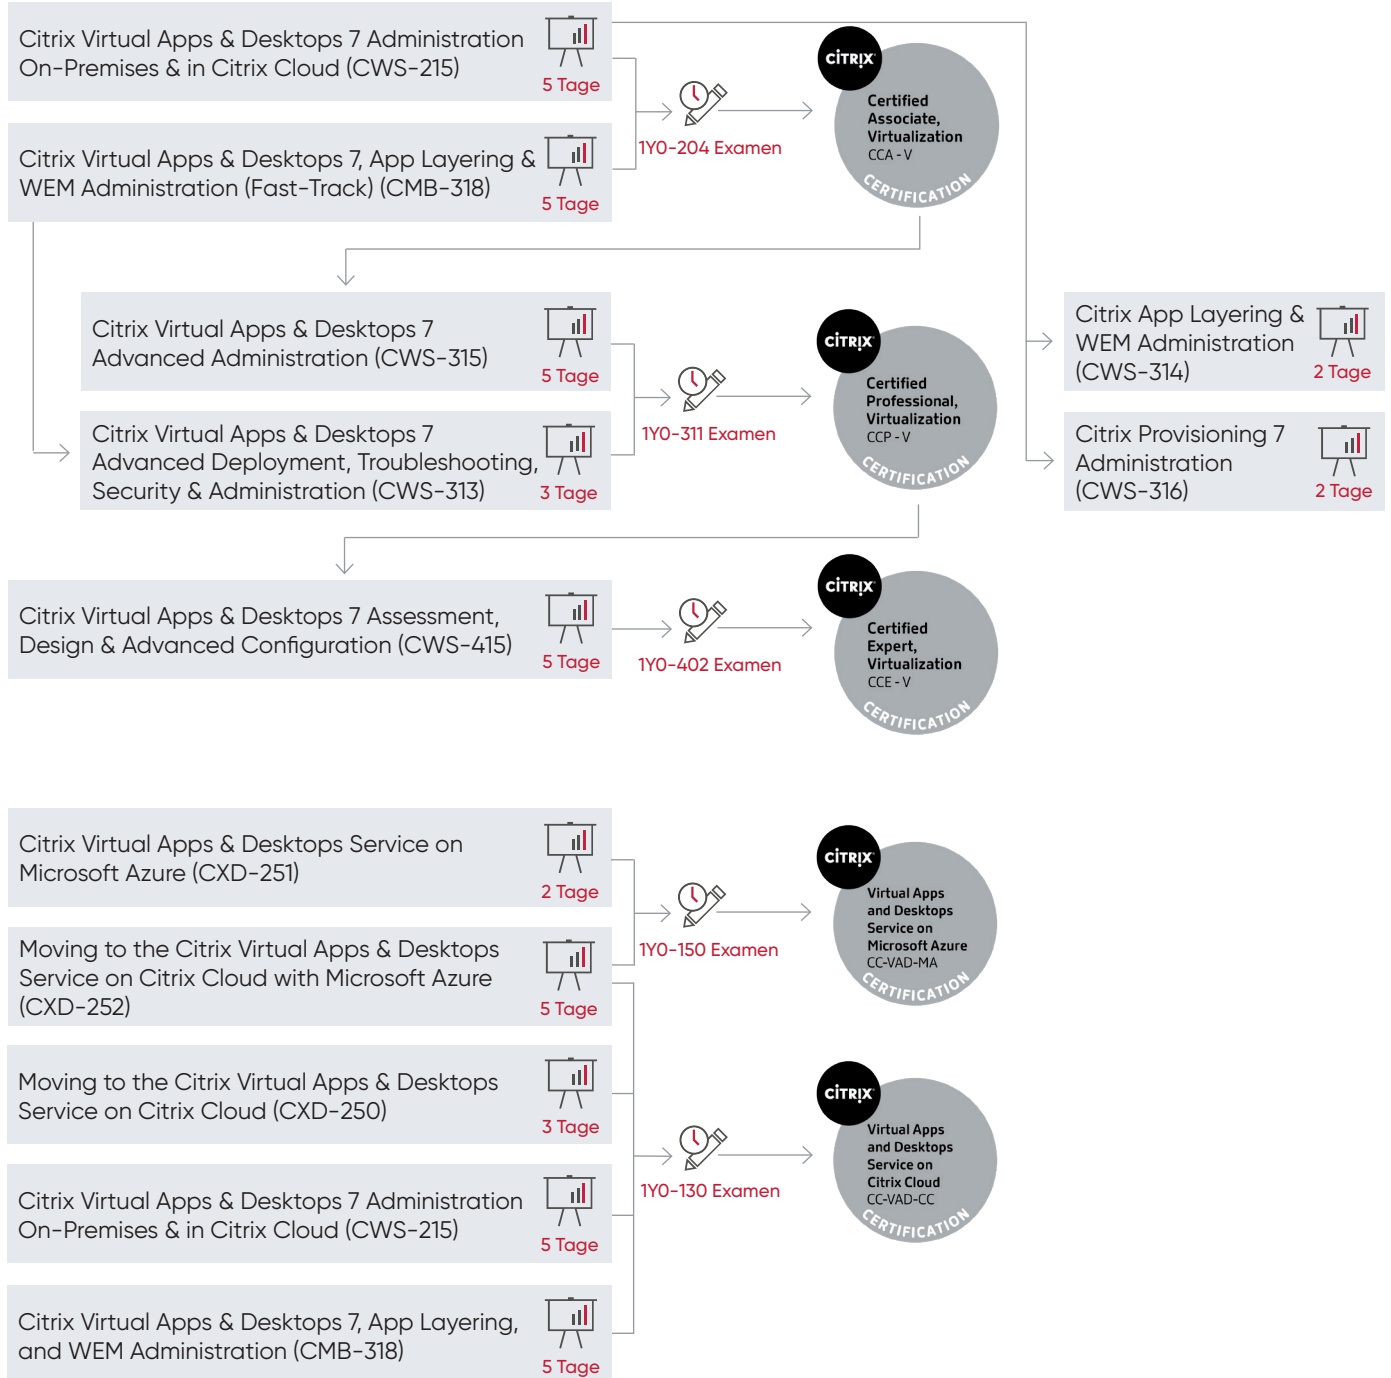 Citrix Virtual Apps & Desktops 7 Administration
On-Premises & in Citrix Cloud (CWS-215)
5 Tage
Citrix Virtual Apps & Desktops 7, App Layering &
WEM Administration (Fast-Track) (CMB-318)
5 Tage
1Y0-204 Examen
CİTRIX
Certified
Associate,
Virtualization
CCA - V
CERTIFICATION
Citrix Virtual Apps & Desktops 7
Advanced Administration (CWS-315)
5 Tage
Citrix Virtual Apps & Desktops 7
Advanced Deployment, Troubleshooting,
Security & Administration (CWS-313)
3 Tage
1Y0-311 Examen
CİTRIX
Certified
Professional,
Virtualization
CCP - V
CERTIFICATION
Citrix App Layering &
WEM Administration
(CWS-314)
2 Tage
Citrix Provisioning 7
Administration
(CWS-316)
2 Tage
Citrix Virtual Apps & Desktops 7 Assessment,
Design & Advanced Configuration (CWS-415)
5 Tage
1Y0-402 Examen
CİTRIX
Certified
Expert,
Virtualization
CCE - V
CERTIFICATION
Citrix Virtual Apps & Desktops Service on
Microsoft Azure (CXD-251)
2 Tage
Moving to the Citrix Virtual Apps & Desktops
Service on Citrix Cloud with Microsoft Azure
(CXD-252)
5 Tage
1Y0-150 Examen
CİTRIX
Virtual Apps
and Desktops
Service on
Microsoft Azure
CC-VAD-MA
CERTIFICATION
Moving to the Citrix Virtual Apps & Desktops
Service on Citrix Cloud (CXD-250)
3 Tage
Citrix Virtual Apps & Desktops 7 Administration
On-Premises & in Citrix Cloud (CWS-215)
5 Tage
Citrix Virtual Apps & Desktops 7, App Layering,
and WEM Administration (CMB-318)
5 Tage
1Y0-130 Examen
CİTRIX
Virtual Apps
and Desktops
Service on
Citrix Cloud
CC-VAD-CC
CERTIFICATION